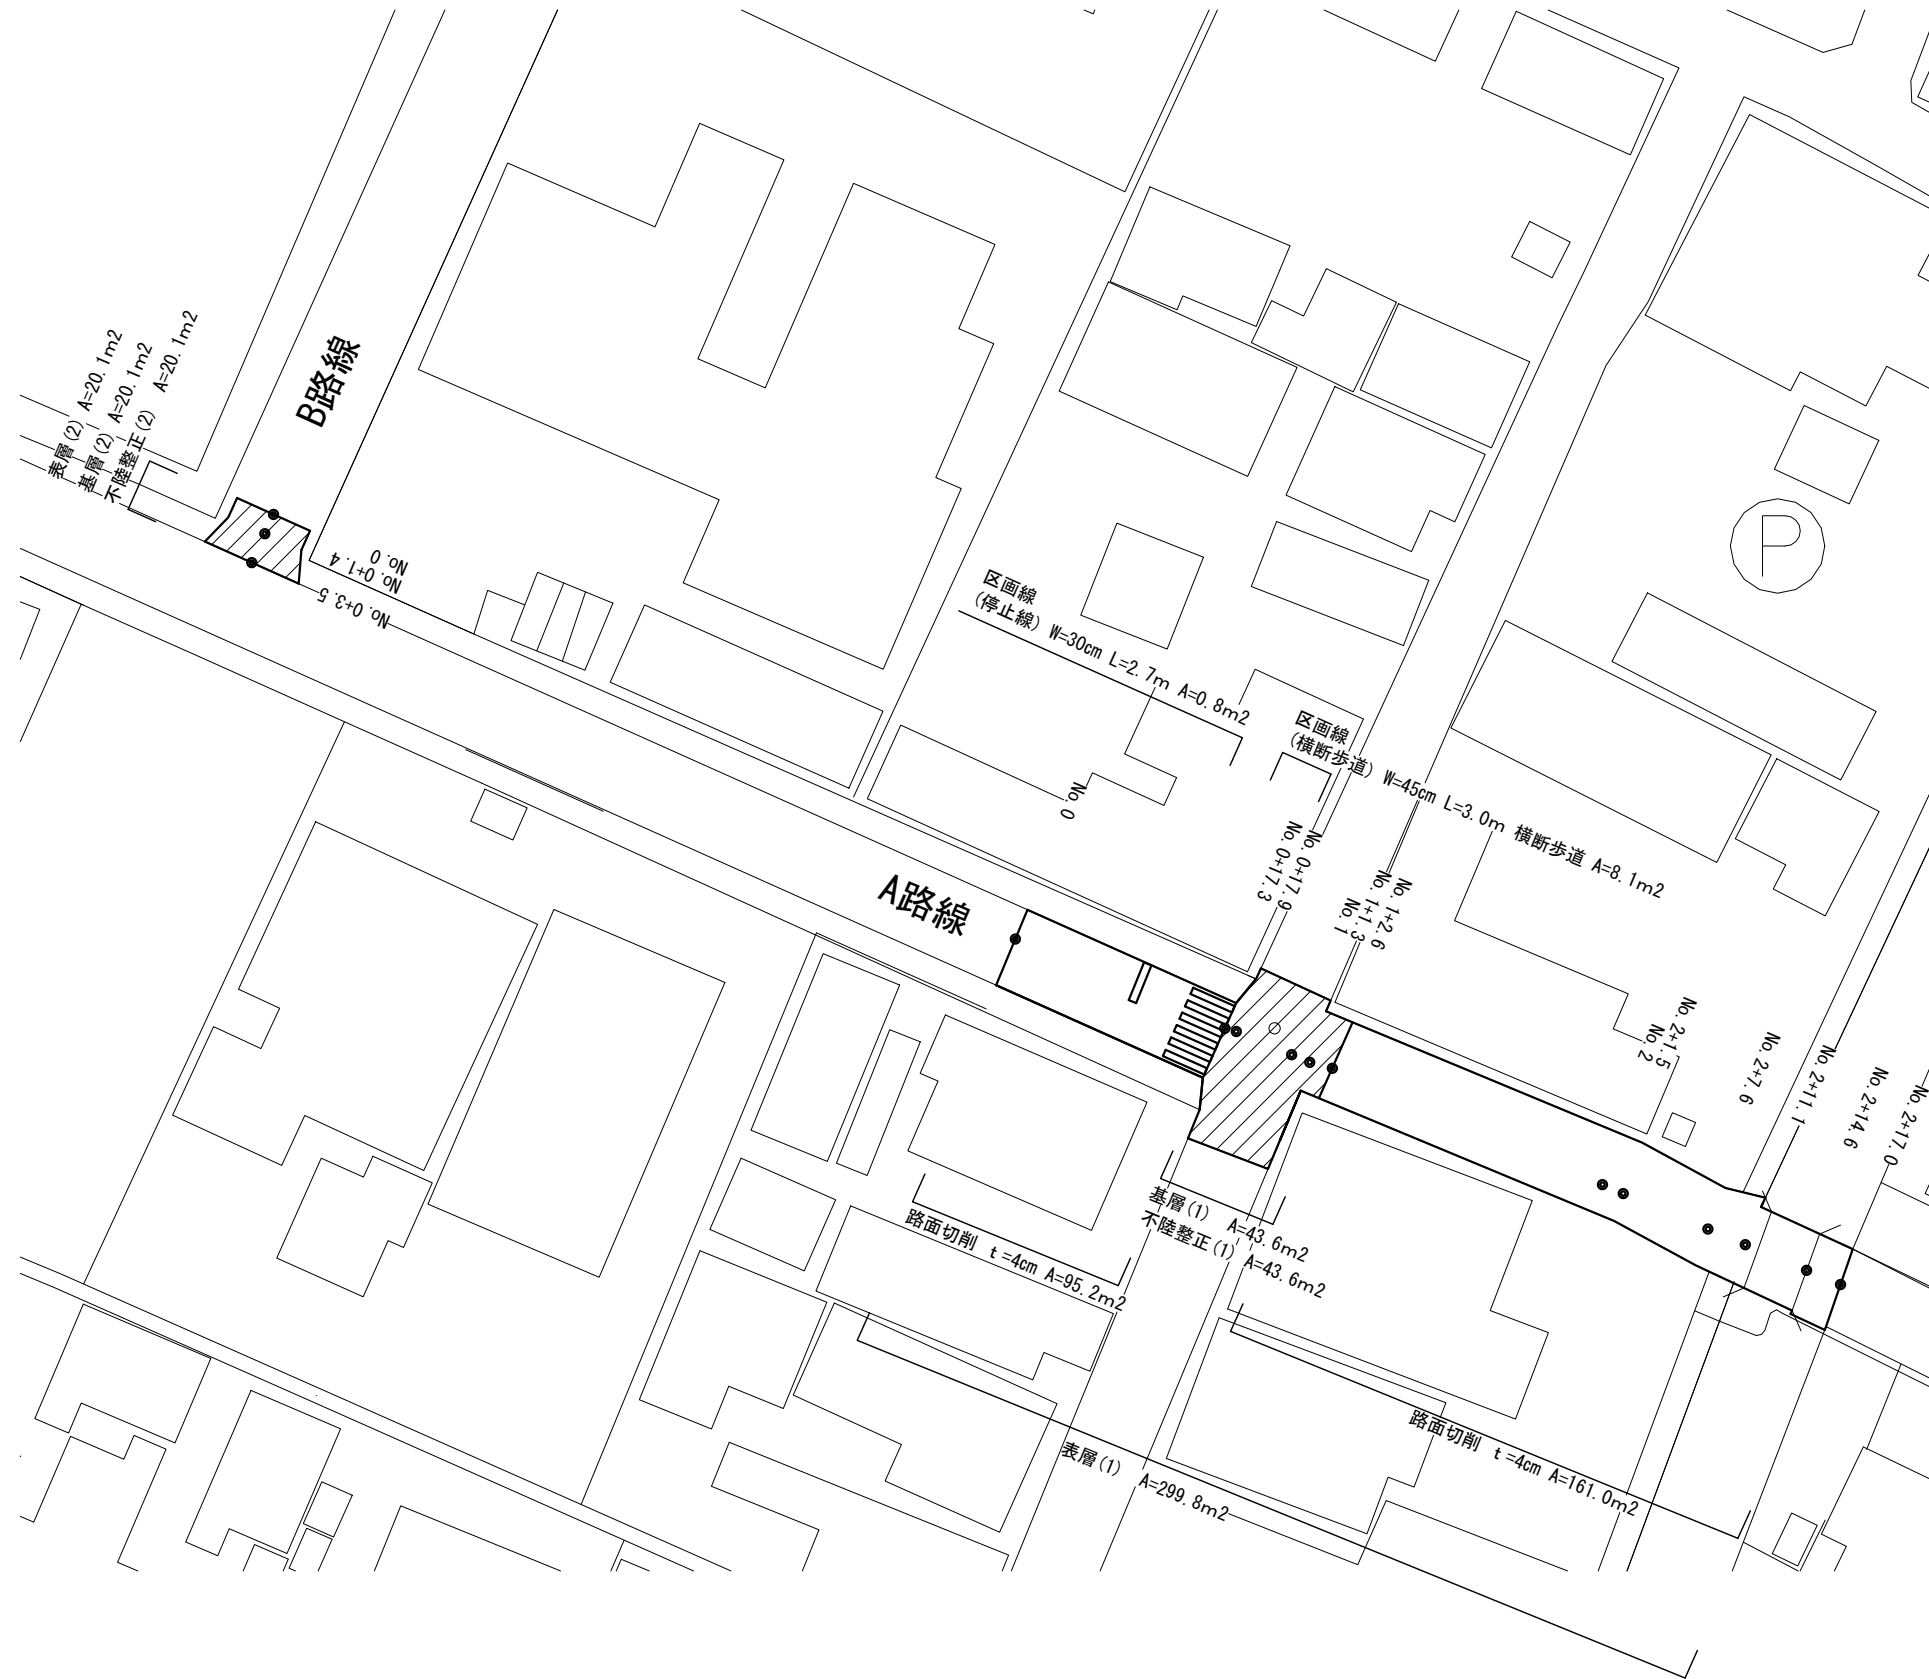 表層(2) A=20.1m2
基層(2) A=20.1m2
不陸整正(2) A=20.1m2
B路線
No.0
No.0+1.4
No.0+3.5
区画線
(停止線) W=30cm L=2.7m A=0.8m2
区画線
(横断歩道) W=45cm L=3.0m 横断歩道 A=8.1m2
P
A路線
No.0
No.0+17.3
No.0+17.9
No.1
No.1+1.3
No.1+2.6
No.2
No.2+1.5
No.2+7.6
No.2+11.1
No.2+14.6
No.2+17.0
基層(1) A=43.6m2
不陸整正(1) A=43.6m2
路面切削 t=4cm A=95.2m2
路面切削 t=4cm A=161.0m2
表層(1) A=299.8m2